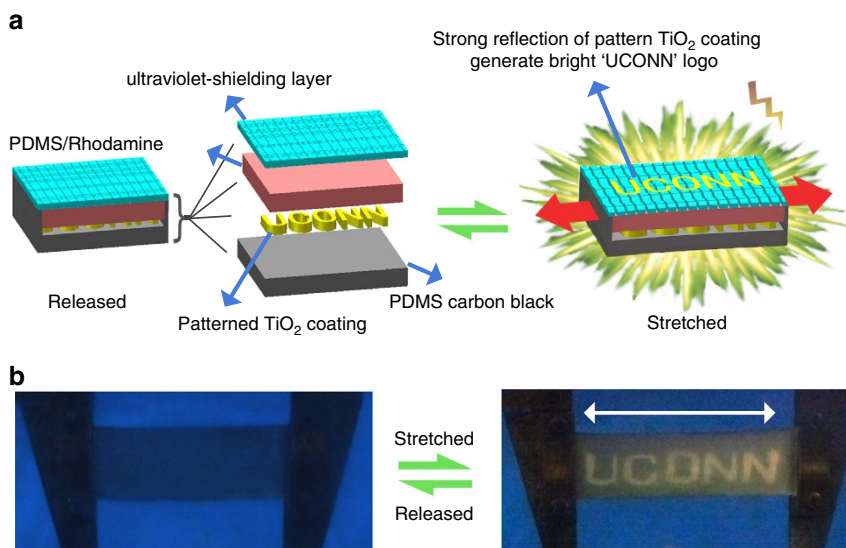 a
Strong reflection of pattern TiO₂ coating
generate bright ‘UCONN’ logo
ultraviolet-shielding layer
PDMS/Rhodamine
UCONN
UCONN
Released
Patterned TiO₂ coating
PDMS carbon black
Stretched
b
Stretched
Released
UCONN